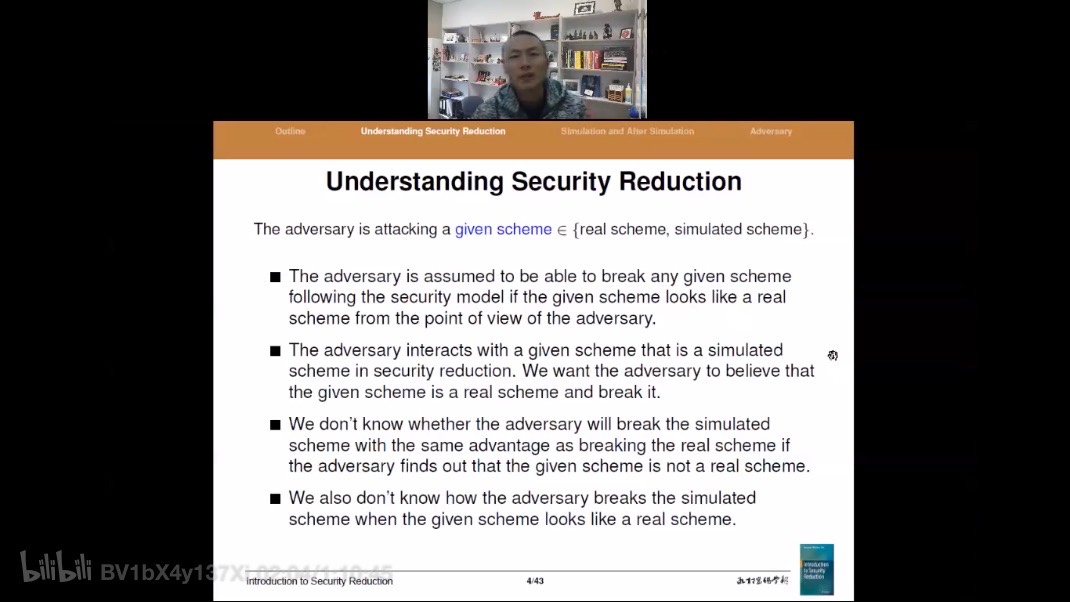 Outline Understanding Security Reduction Simulation and After Simulation Adversary
Understanding Security Reduction
The adversary is attacking a given scheme ∈ {real scheme, simulated scheme}.
■ The adversary is assumed to be able to break any given scheme
following the security model if the given scheme looks like a real
scheme from the point of view of the adversary.
■ The adversary interacts with a given scheme that is a simulated
scheme in security reduction. We want the adversary to believe that
the given scheme is a real scheme and break it.
■ We don't know whether the adversary will break the simulated
scheme with the same advantage as breaking the real scheme if
the adversary finds out that the given scheme is not a real scheme.
■ We also don't know how the adversary breaks the simulated
scheme when the given scheme looks like a real scheme.
Introduction
to Security
Reduction
bilibili BV1bX4y137X 02:04/1:10:45
Introduction to Security Reduction 4/43